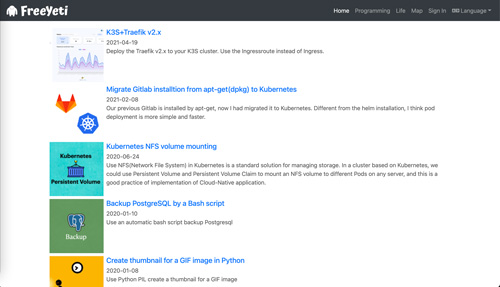 FreeYeti
Home Programming Life Map Sign In Language
K3S+Traefik v2.x
2021-04-19
Deploy the Traefik v2.x to your K3S cluster. Use the Ingressroute instead of Ingress.
Migrate Gitlab installtion from apt-get(dpkg) to Kubernetes
2021-02-08
Our previous Gitlab is installed by apt-get, now I had migrated it to Kubernetes. Different from the helm installation, I think pod
deployment is more simple and faster.
Kubernetes
Persistent Volume
Kubernetes NFS volume mounting
2020-06-24
Use NFS(Network File System) in Kubernetes is a standard solution for managing storage. In a cluster based on Kubernetes, we
could use Persistent Volume and Persistent Volume Claim to mount an NFS volume to different Pods on any server, and this is a
good practice of implementation of Cloud-Native application.
Backup
Backup PostgreSQL by a Bash script
2020-01-10
Use an automatic bash script backup Postgresql
Create thumbnail for a GIF image in Python
2020-01-08
Use Python PIL create a thumbnail for a GIF image